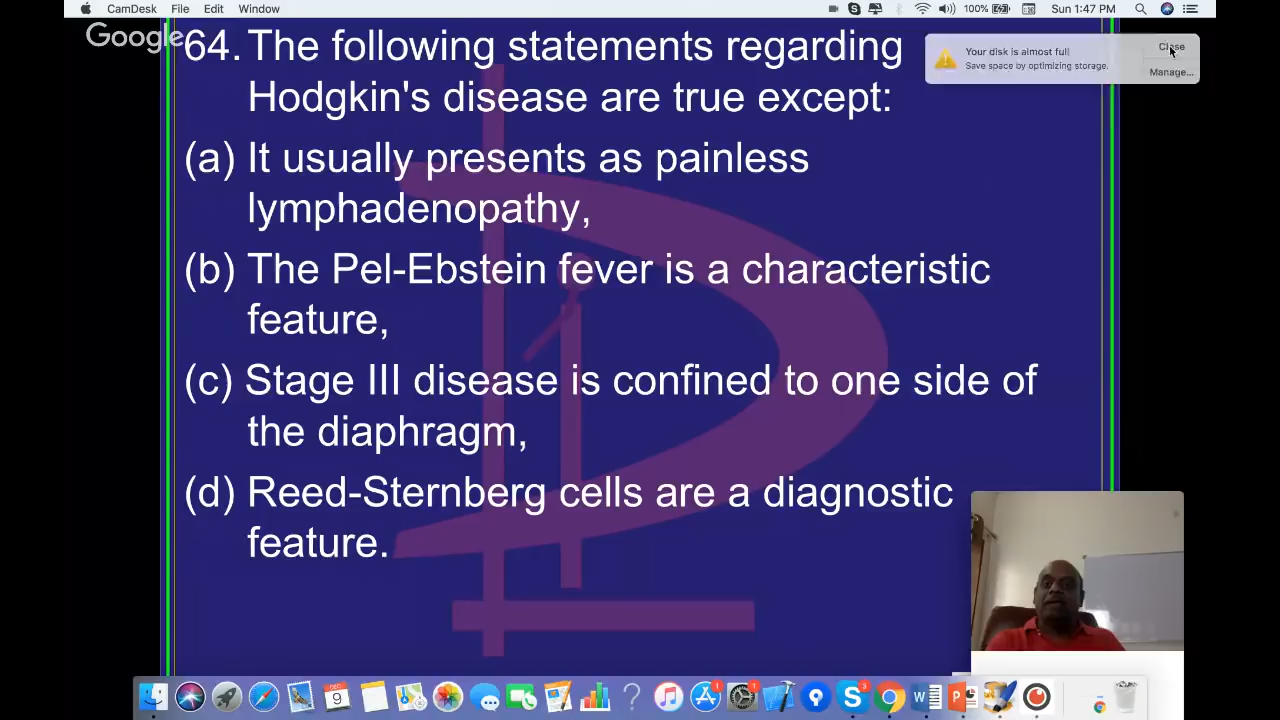 CamDesk File Edit Window 100% Sun 1:47 PM
Google
64. The following statements regarding
Hodgkin's disease are true except:
(a) It usually presents as painless
lymphadenopathy,
(b) The Pel-Ebstein fever is a characteristic
feature,
(c) Stage III disease is confined to one side of
the diaphragm,
(d) Reed-Sternberg cells are a diagnostic
feature.
Your disk is almost full
Save space by optimizing storage.
Close
Manage...
DEC
9